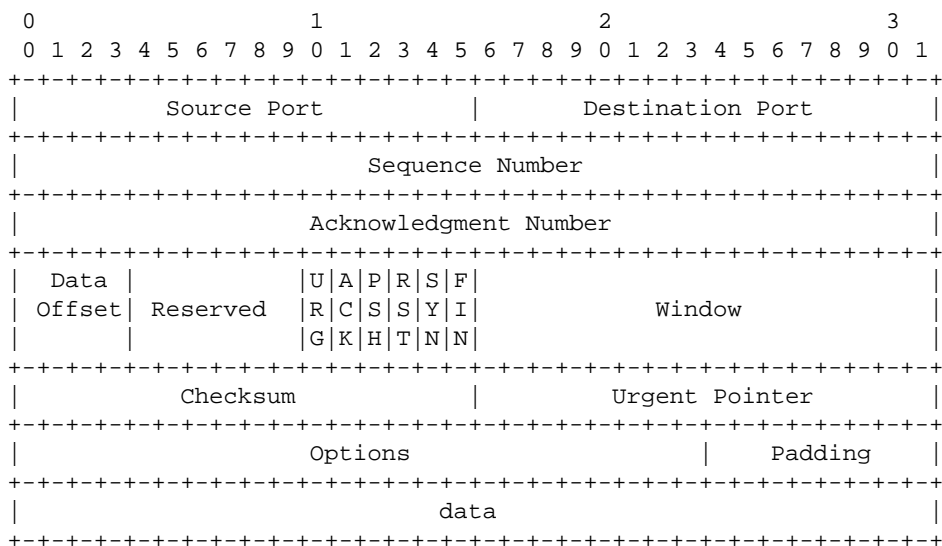 0                   1                   2                   3
 0 1 2 3 4 5 6 7 8 9 0 1 2 3 4 5 6 7 8 9 0 1 2 3 4 5 6 7 8 9 0 1
+-+-+-+-+-+-+-+-+-+-+-+-+-+-+-+-+-+-+-+-+-+-+-+-+-+-+-+-+-+-+-+-+
|          Source Port          |       Destination Port        |
+-+-+-+-+-+-+-+-+-+-+-+-+-+-+-+-+-+-+-+-+-+-+-+-+-+-+-+-+-+-+-+-+
|                        Sequence Number                        |
+-+-+-+-+-+-+-+-+-+-+-+-+-+-+-+-+-+-+-+-+-+-+-+-+-+-+-+-+-+-+-+-+
|                    Acknowledgment Number                      |
+-+-+-+-+-+-+-+-+-+-+-+-+-+-+-+-+-+-+-+-+-+-+-+-+-+-+-+-+-+-+-+-+
|  Data |           |U|A|P|R|S|F|                               |
| Offset| Reserved  |R|C|S|S|Y|I|            Window             |
|       |           |G|K|H|T|N|N|                               |
+-+-+-+-+-+-+-+-+-+-+-+-+-+-+-+-+-+-+-+-+-+-+-+-+-+-+-+-+-+-+-+-+
|           Checksum            |         Urgent Pointer        |
+-+-+-+-+-+-+-+-+-+-+-+-+-+-+-+-+-+-+-+-+-+-+-+-+-+-+-+-+-+-+-+-+
|                    Options                    |    Padding    |
+-+-+-+-+-+-+-+-+-+-+-+-+-+-+-+-+-+-+-+-+-+-+-+-+-+-+-+-+-+-+-+-+
|                             data                              |
+-+-+-+-+-+-+-+-+-+-+-+-+-+-+-+-+-+-+-+-+-+-+-+-+-+-+-+-+-+-+-+-+